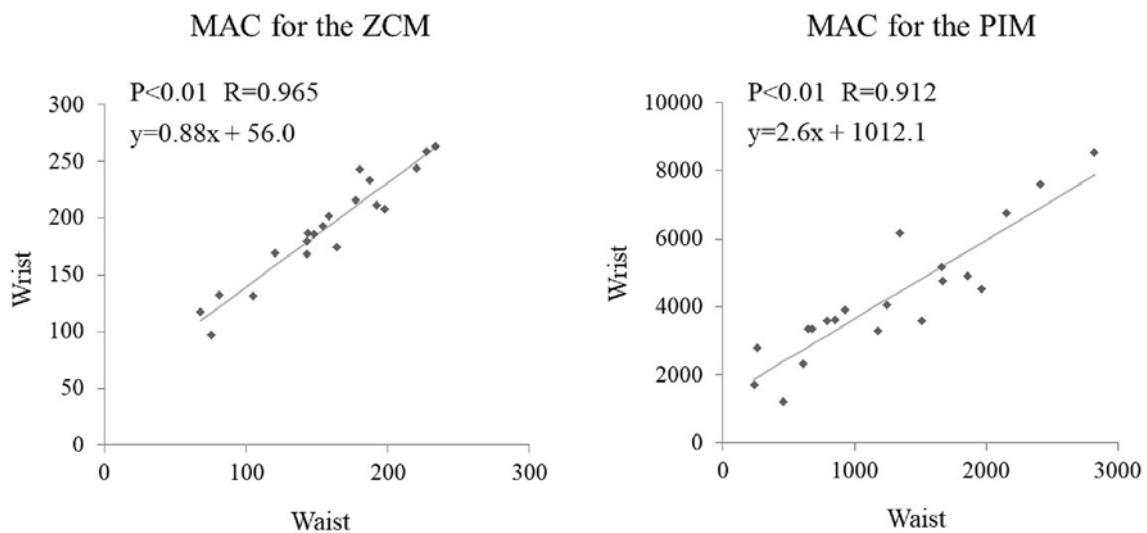 MAC for the ZCM
P<0.01 R=0.965
y=0.88x + 56.0
300
250
200
150
100
50
0
Wrist
0 100 200 300
Waist
MAC for the PIM
P<0.01 R=0.912
y=2.6x + 1012.1
10000
8000
6000
4000
2000
0
Wrist
0 1000 2000 3000
Waist